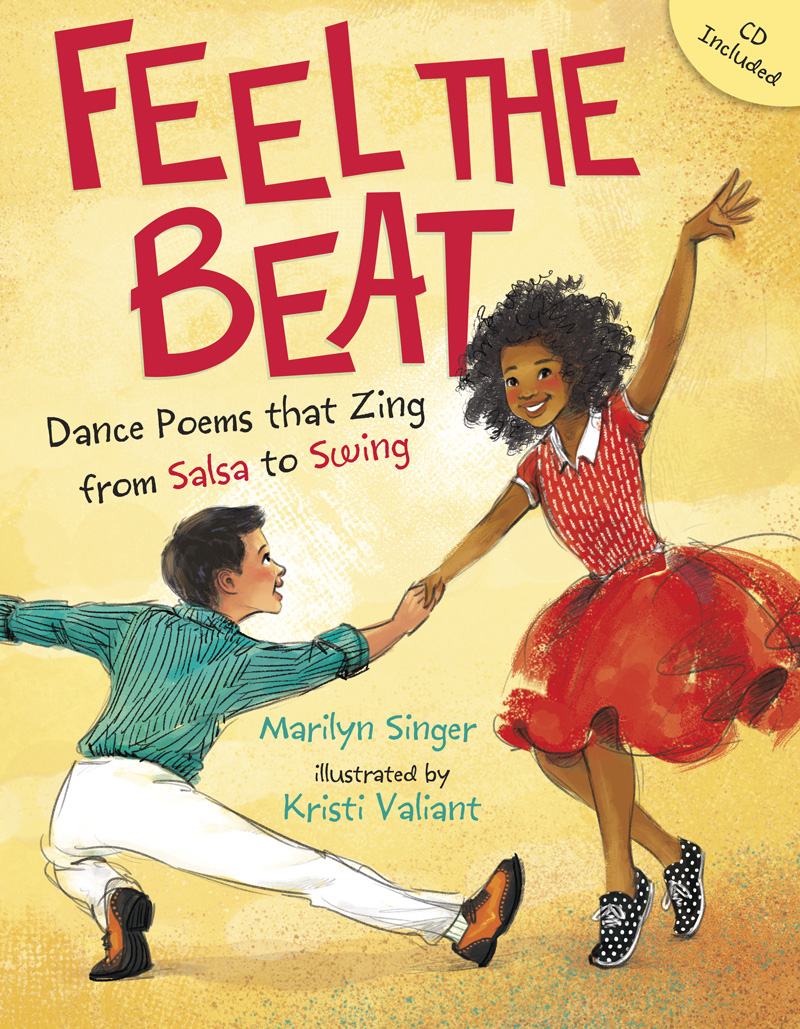 CD
Included
FEEL THE
BEAT
Dance Poems that Zing
from Salsa to Swing
Marilyn Singer
illustrated by
Kristi Valiant